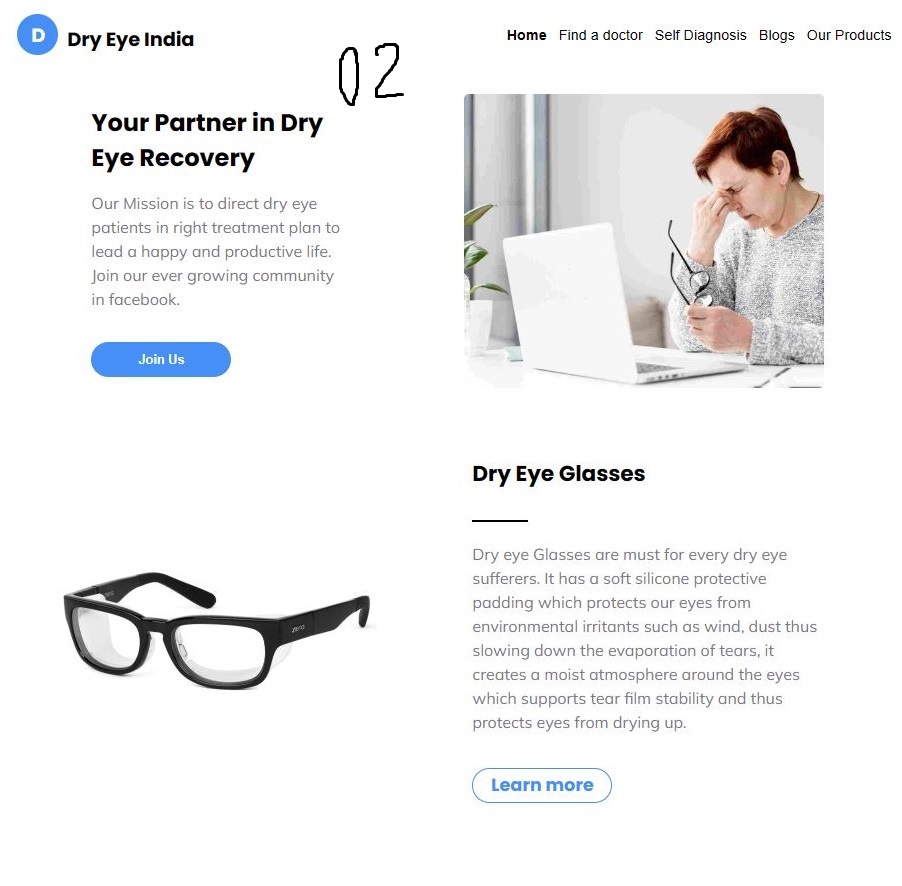 D Dry Eye India
Home Find a doctor Self Diagnosis Blogs Our Products
02
Your Partner in Dry
Eye Recovery
Our Mission is to direct dry eye
patients in right treatment plan to
lead a happy and productive life.
Join our ever growing community
in facebook.
Join Us
Dry Eye Glasses
Dry eye Glasses are must for every dry eye
sufferers. It has a soft silicone protective
padding which protects our eyes from
environmental irritants such as wind, dust thus
slowing down the evaporation of tears, it
creates a moist atmosphere around the eyes
which supports tear film stability and thus
protects eyes from drying up.
Learn more